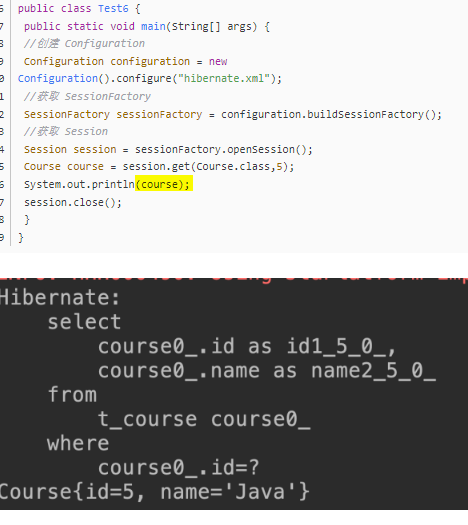 public class Test6 {
public static void main(String[] args) {
//创建 Configuration
Configuration configuration = new
Configuration().configure("hibernate.xml");
//获取 SessionFactory
SessionFactory sessionFactory = configuration.buildSessionFactory();
//获取 Session
Session session = sessionFactory.openSession();
Course course = session.get(Course.class,5);
System.out.println(course);
session.close();
}
}
Hibernate:
select
course0_.id as id1_5_0_,
course0_.name as name2_5_0_
from
t_course course0_
where
course0_.id=?
Course{id=5, name='Java'}